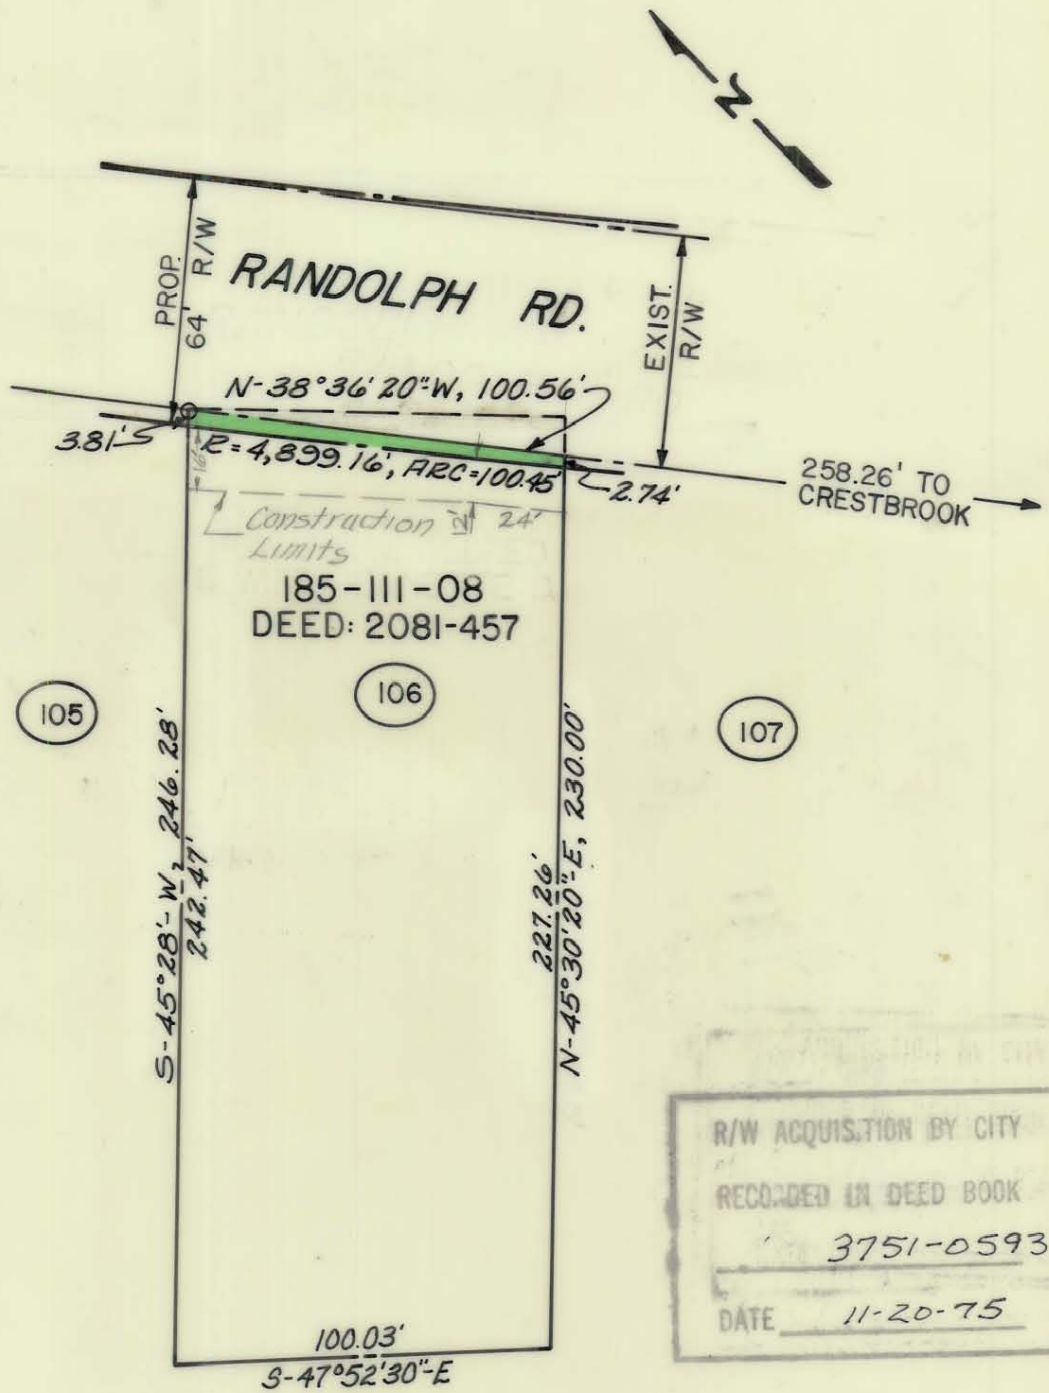 N
PROP. R/W
64'
RANDOLPH RD.
EXIST. R/W
N-38°36'20"-W, 100.56'
3.81'
R=4,899.16', ARC=100.45'
2.74'
258.26' TO
CRESTBROOK
16'
Construction
Limits
12'
24'
185-111-08
DEED: 2081-457
105
106
107
S-45°28'-W, 246.28'
242.47'
227.26'
N-45°30'20"-E, 230.00'
100.03'
S-47°52'30"-E
R/W ACQUISITION BY CITY
RECORDED IN DEED BOOK
3751-0593
DATE 11-20-75